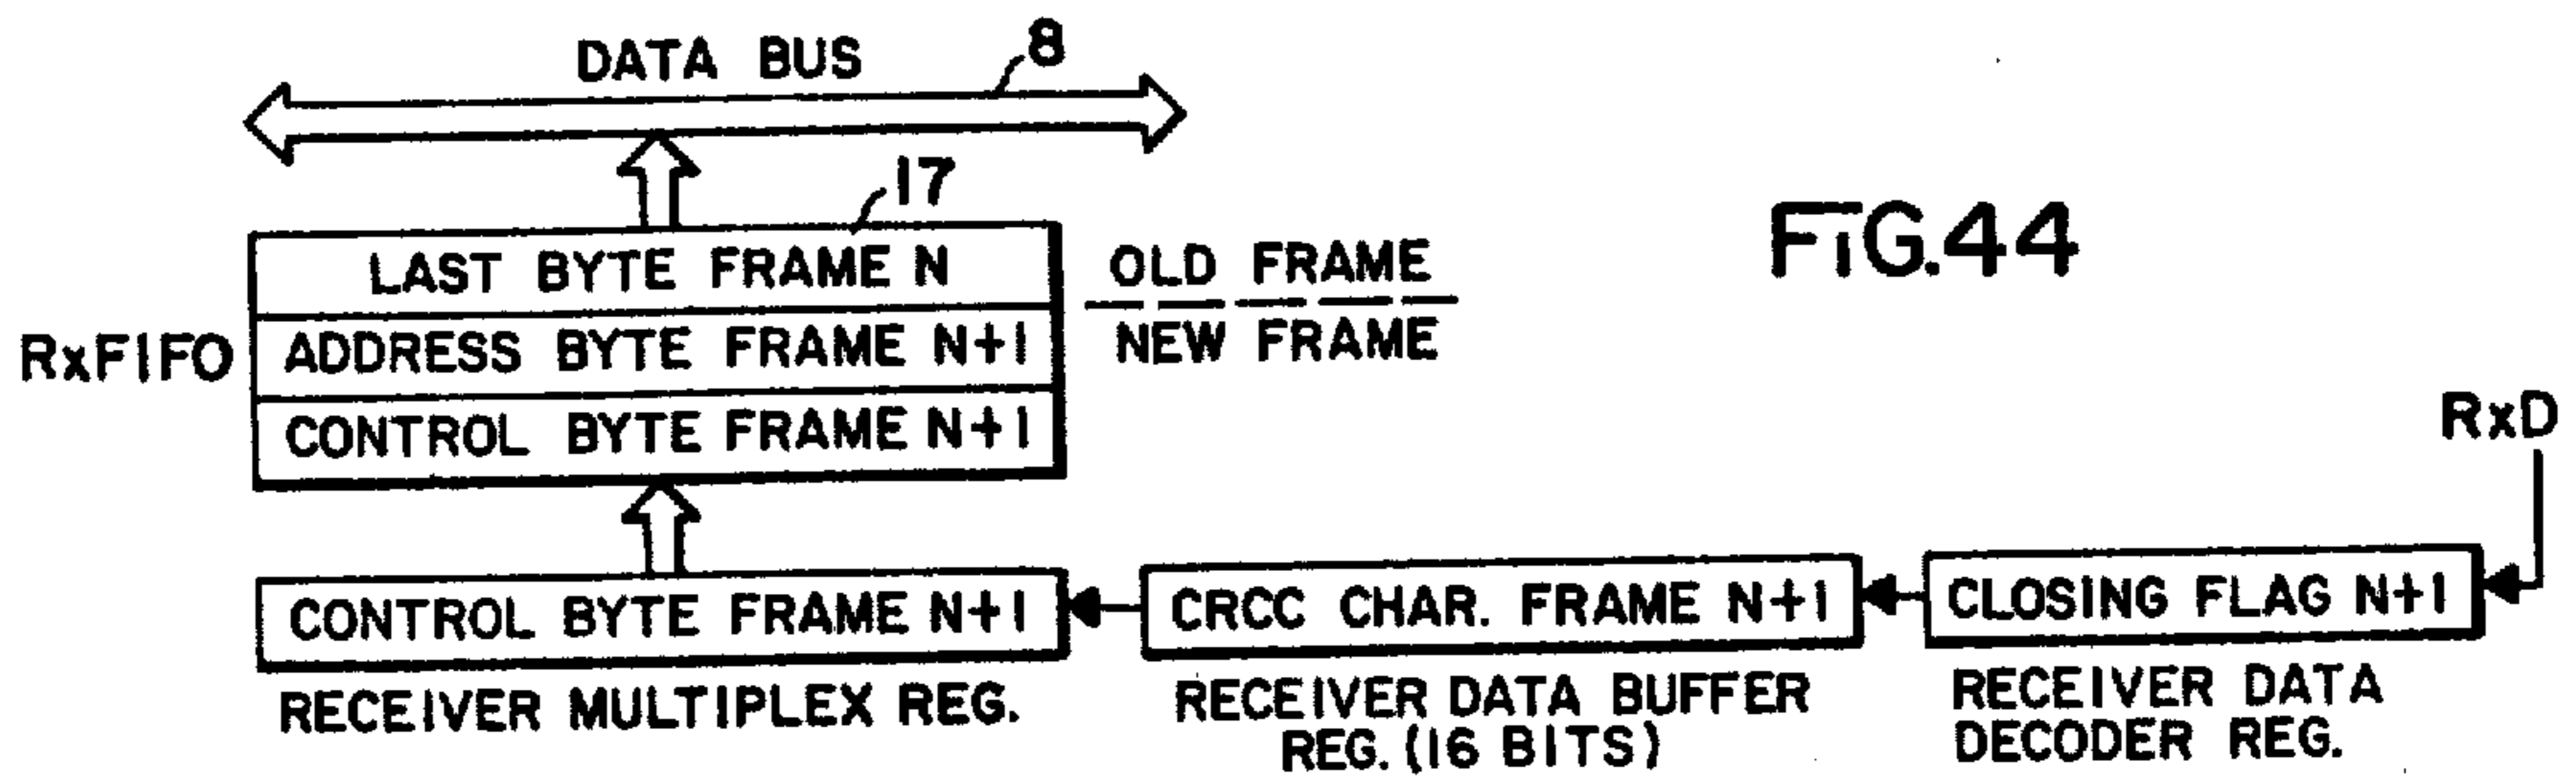 DATA BUS
8
17
FIG.44
LAST BYTE FRAME N
OLD FRAME
RxFIFO
ADDRESS BYTE FRAME N+1
NEW FRAME
CONTROL BYTE FRAME N+1
RxD
CONTROL BYTE FRAME N+1
CRCC CHAR. FRAME N+1
CLOSING FLAG N+1
RECEIVER MULTIPLEX REG.
RECEIVER DATA BUFFER
REG. (16 BITS)
RECEIVER DATA
DECODER REG.